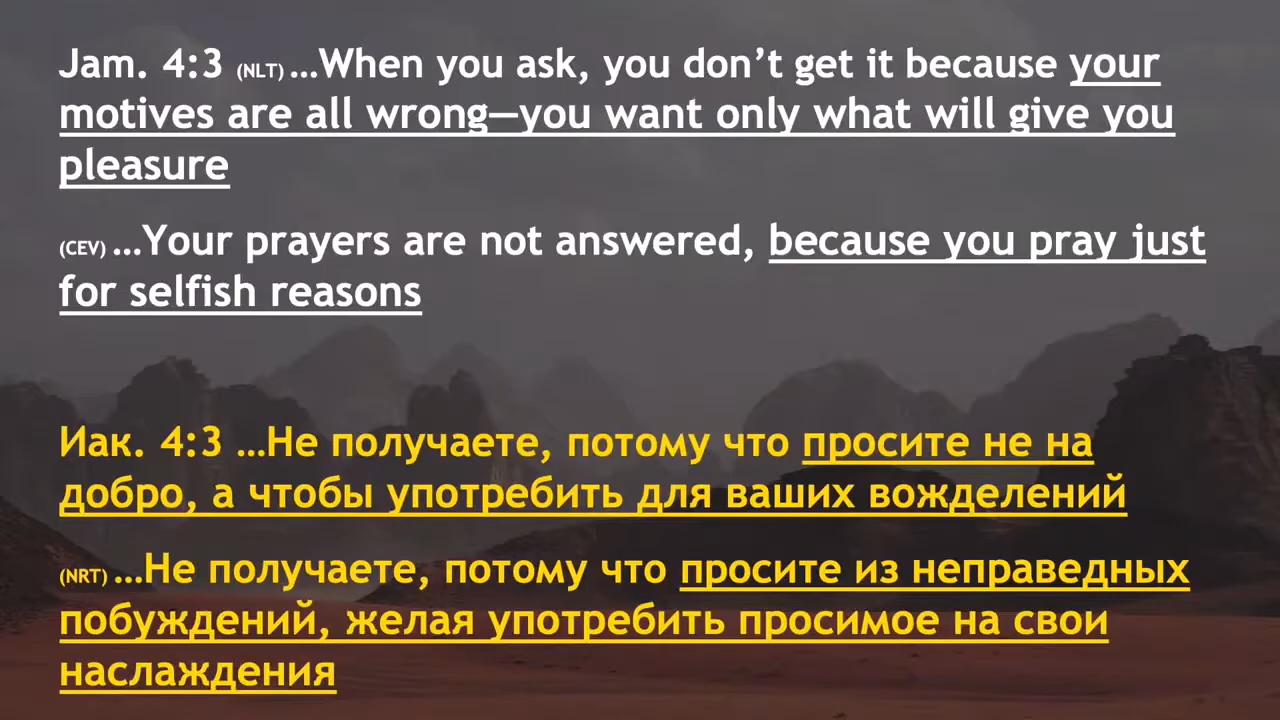 Jam. 4:3 (NLT) …When you ask, you don’t get it because your
motives are all wrong—you want only what will give you
pleasure
(CEV) …Your prayers are not answered, because you pray just
for selfish reasons
Иак. 4:3 …Не получаете, потому что просите не на
добро, а чтобы употребить для ваших вожделений
(NRT) …Не получаете, потому что просите из неправедных
побуждений, желая употребить просимое на свои
наслаждения